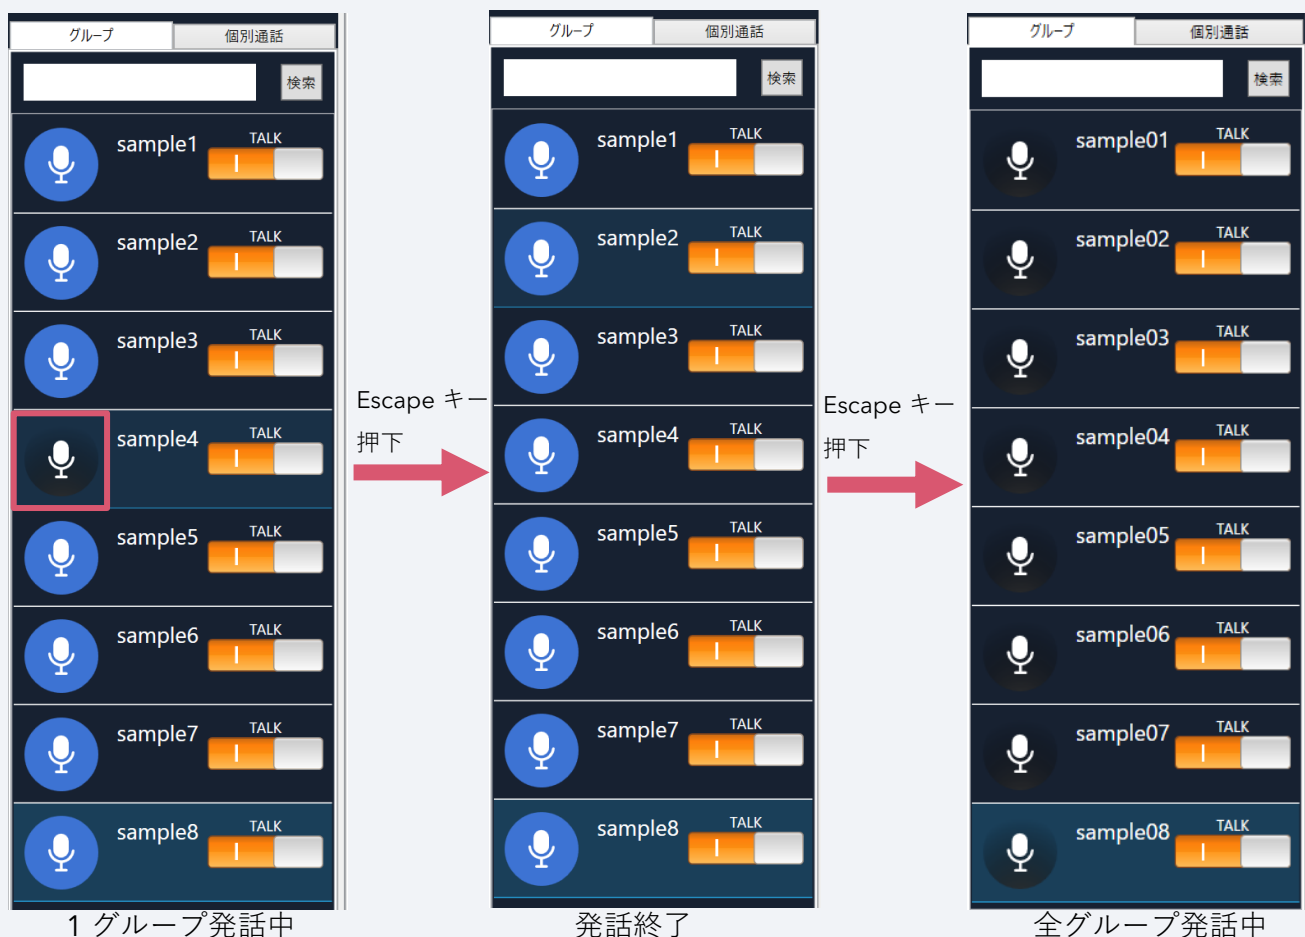 グループ 個別通話
検索
sample1 TALK
sample2 TALK
sample3 TALK
sample4 TALK
sample5 TALK
sample6 TALK
sample7 TALK
sample8 TALK
1 グループ発話中
Escape キー
押下
グループ 個別通話
検索
sample1 TALK
sample2 TALK
sample3 TALK
sample4 TALK
sample5 TALK
sample6 TALK
sample7 TALK
sample8 TALK
発話終了
Escape キー
押下
グループ 個別通話
検索
sample01 TALK
sample02 TALK
sample03 TALK
sample04 TALK
sample05 TALK
sample06 TALK
sample07 TALK
sample08 TALK
全グループ発話中